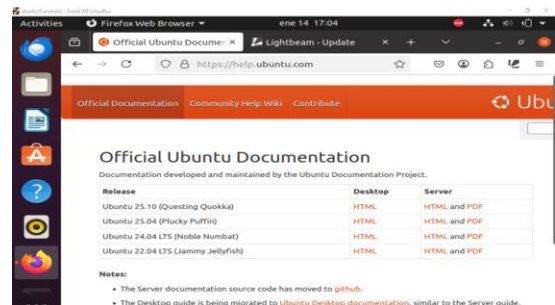 ubuntu [Corriendo] - Oracle VM VirtualBox
Activities Firefox Web Browser ene 14 17:04
Official Ubuntu Documen × Lightbeam - Update ×
https://help.ubuntu.com
Official Documentation Community Help Wiki Contribute Ubu
Official Ubuntu Documentation
Documentation developed and maintained by the Ubuntu Documentation Project.
Release Desktop Server
Ubuntu 25.10 (Questing Quokka) HTML HTML and PDF
Ubuntu 25.04 (Plucky Puffin) HTML HTML and PDF
Ubuntu 24.04 LTS (Noble Numbat) HTML HTML and PDF
Ubuntu 22.04 LTS (Jammy Jellyfish) HTML HTML and PDF
Notes:
• The Server documentation source code has moved to github.
• The Desktop guide is being migrated to Ubuntu Desktop documentation, similar to the Server guide.